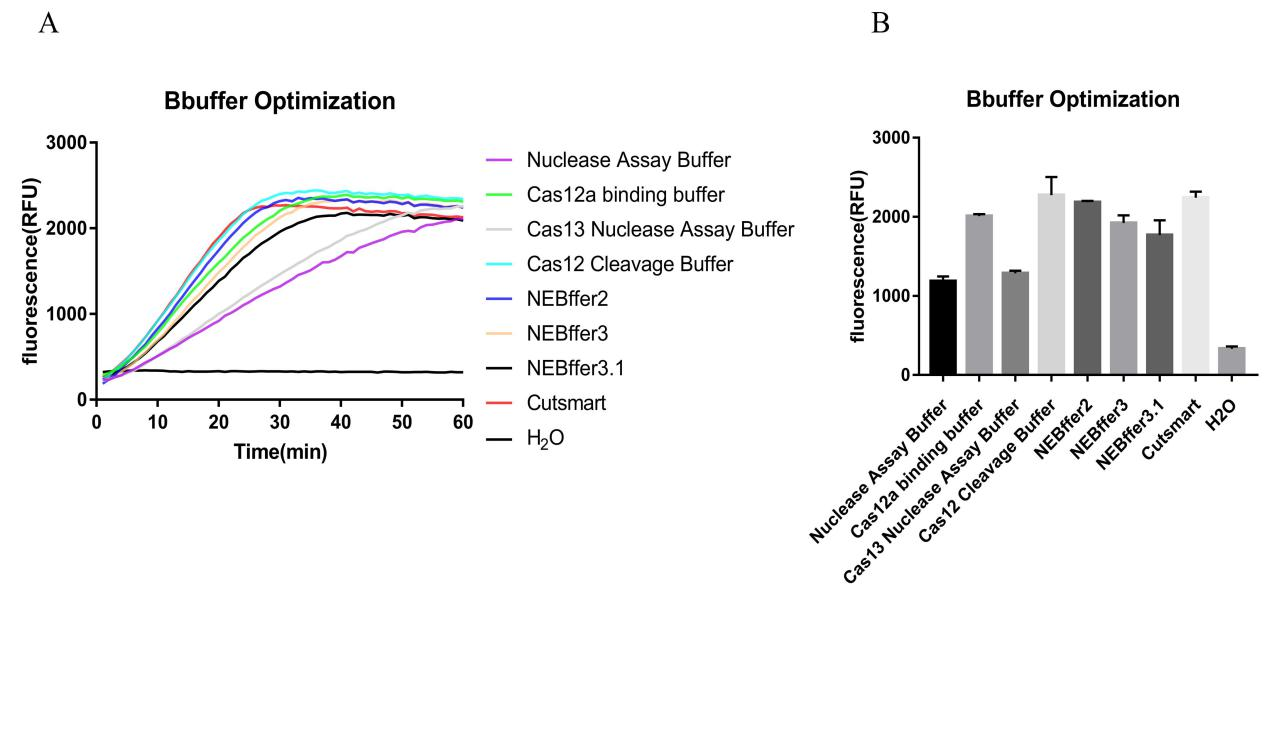 A
Bbuffer Optimization
fluorescence(RFU)
3000
2000
1000
0
0 10 20 30 40 50 60
Time(min)
Nuclease Assay Buffer
Cas12a binding buffer
Cas13 Nuclease Assay Buffer
Cas12 Cleavage Buffer
NEBffer2
NEBffer3
NEBffer3.1
Cutsmart
H₂O
B
Bbuffer Optimization
fluorescence(RFU)
3000
2000
1000
0
Nuclease Assay Buffer
Cas12a binding buffer
Cas13 Nuclease Assay Buffer
Cas12 Cleavage Buffer
NEBffer2
NEBffer3
NEBffer3.1
Cutsmart
H2O